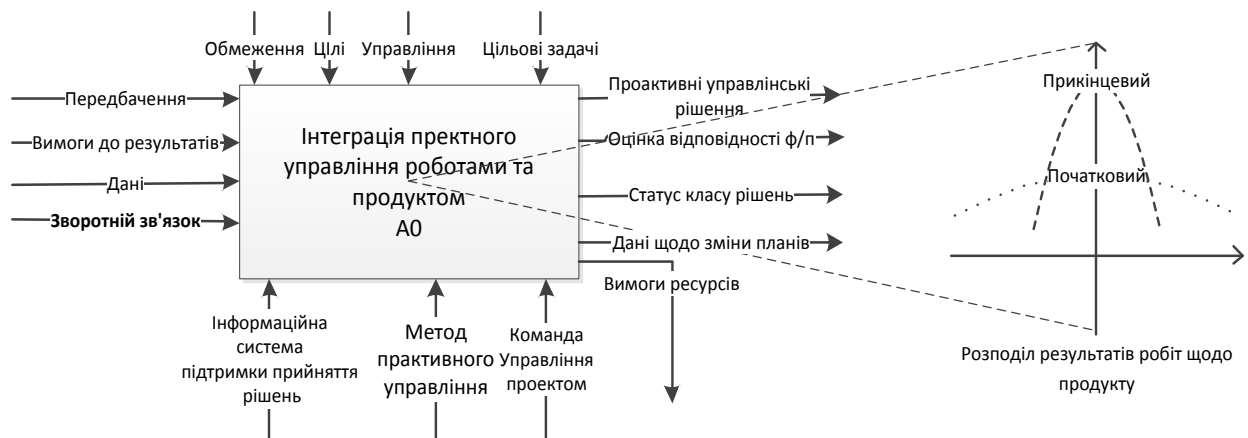 Обмеження
Цілі
Управління
Цільові задачі
Передбачення
Вимоги до результатів
Дані
Зворотній зв'язок
Інтеграція пректного
управління роботами та
продуктом
А0
Проактивні управлінські
рішення
Оцінка відповідності ф/п
Статус класу рішень
Дані щодо зміни планів
Вимоги ресурсів
Інформаційна
система
підтримки прийняття
рішень
Метод
практивного
управління
Команда
Управління
проектом
Прикінцевий
Початковий
Розподіл результатів робіт щодо
продукту